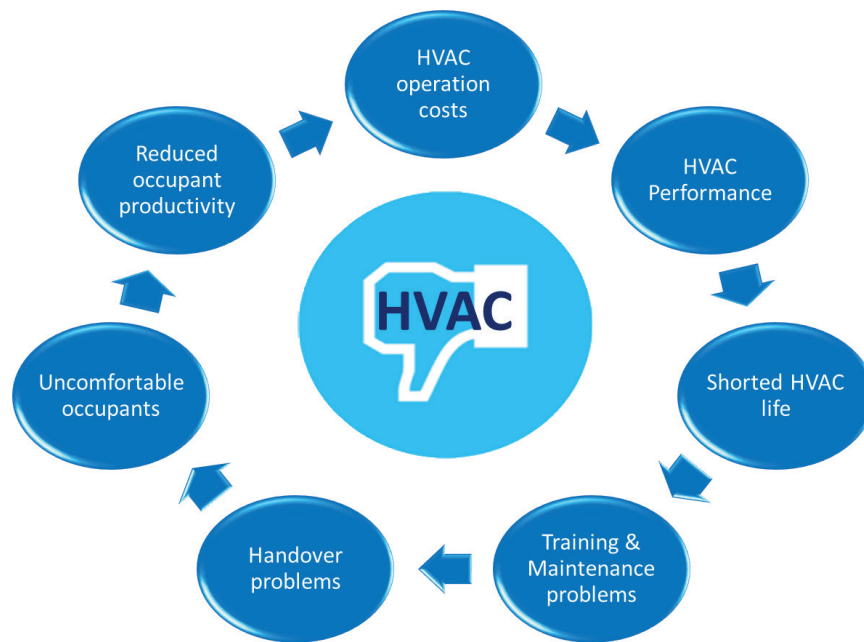 HVAC
operation
costs
HVAC
Performance
Shorted HVAC
life
Training &
Maintenance
problems
Handover
problems
Uncomfortable
occupants
Reduced
occupant
productivity
HVAC